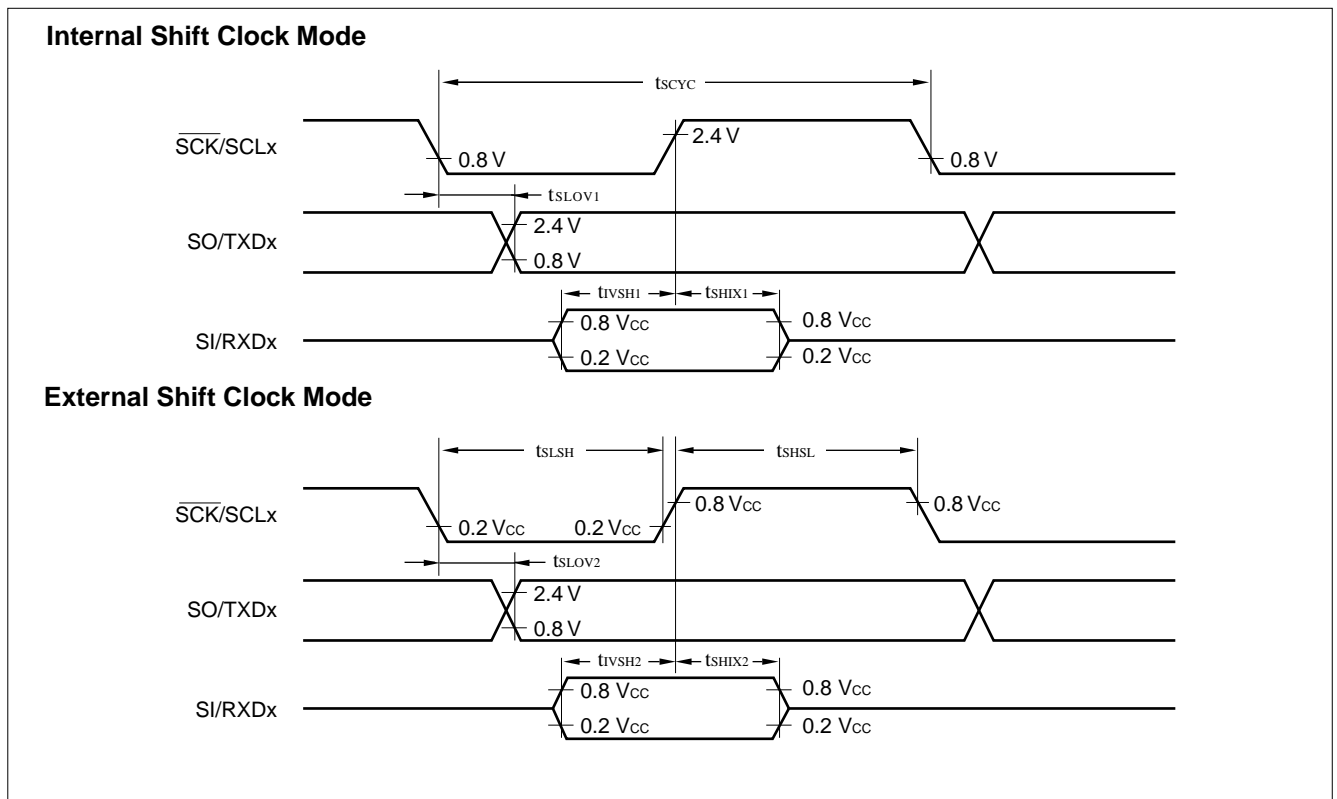 Internal Shift Clock Mode
tSCYC
SCK/SCLx
0.8 V
2.4 V
0.8 V
tSLOV1
SO/TXDx
2.4 V
0.8 V
tIVSH1
tSHIX1
SI/RXDx
0.8 VCC
0.8 VCC
0.2 VCC
0.2 VCC
External Shift Clock Mode
tSLSH
tSHSL
SCK/SCLx
0.2 VCC
0.2 VCC
0.8 VCC
0.8 VCC
tSLOV2
SO/TXDx
2.4 V
0.8 V
tIVSH2
tSHIX2
SI/RXDx
0.8 VCC
0.8 VCC
0.2 VCC
0.2 VCC